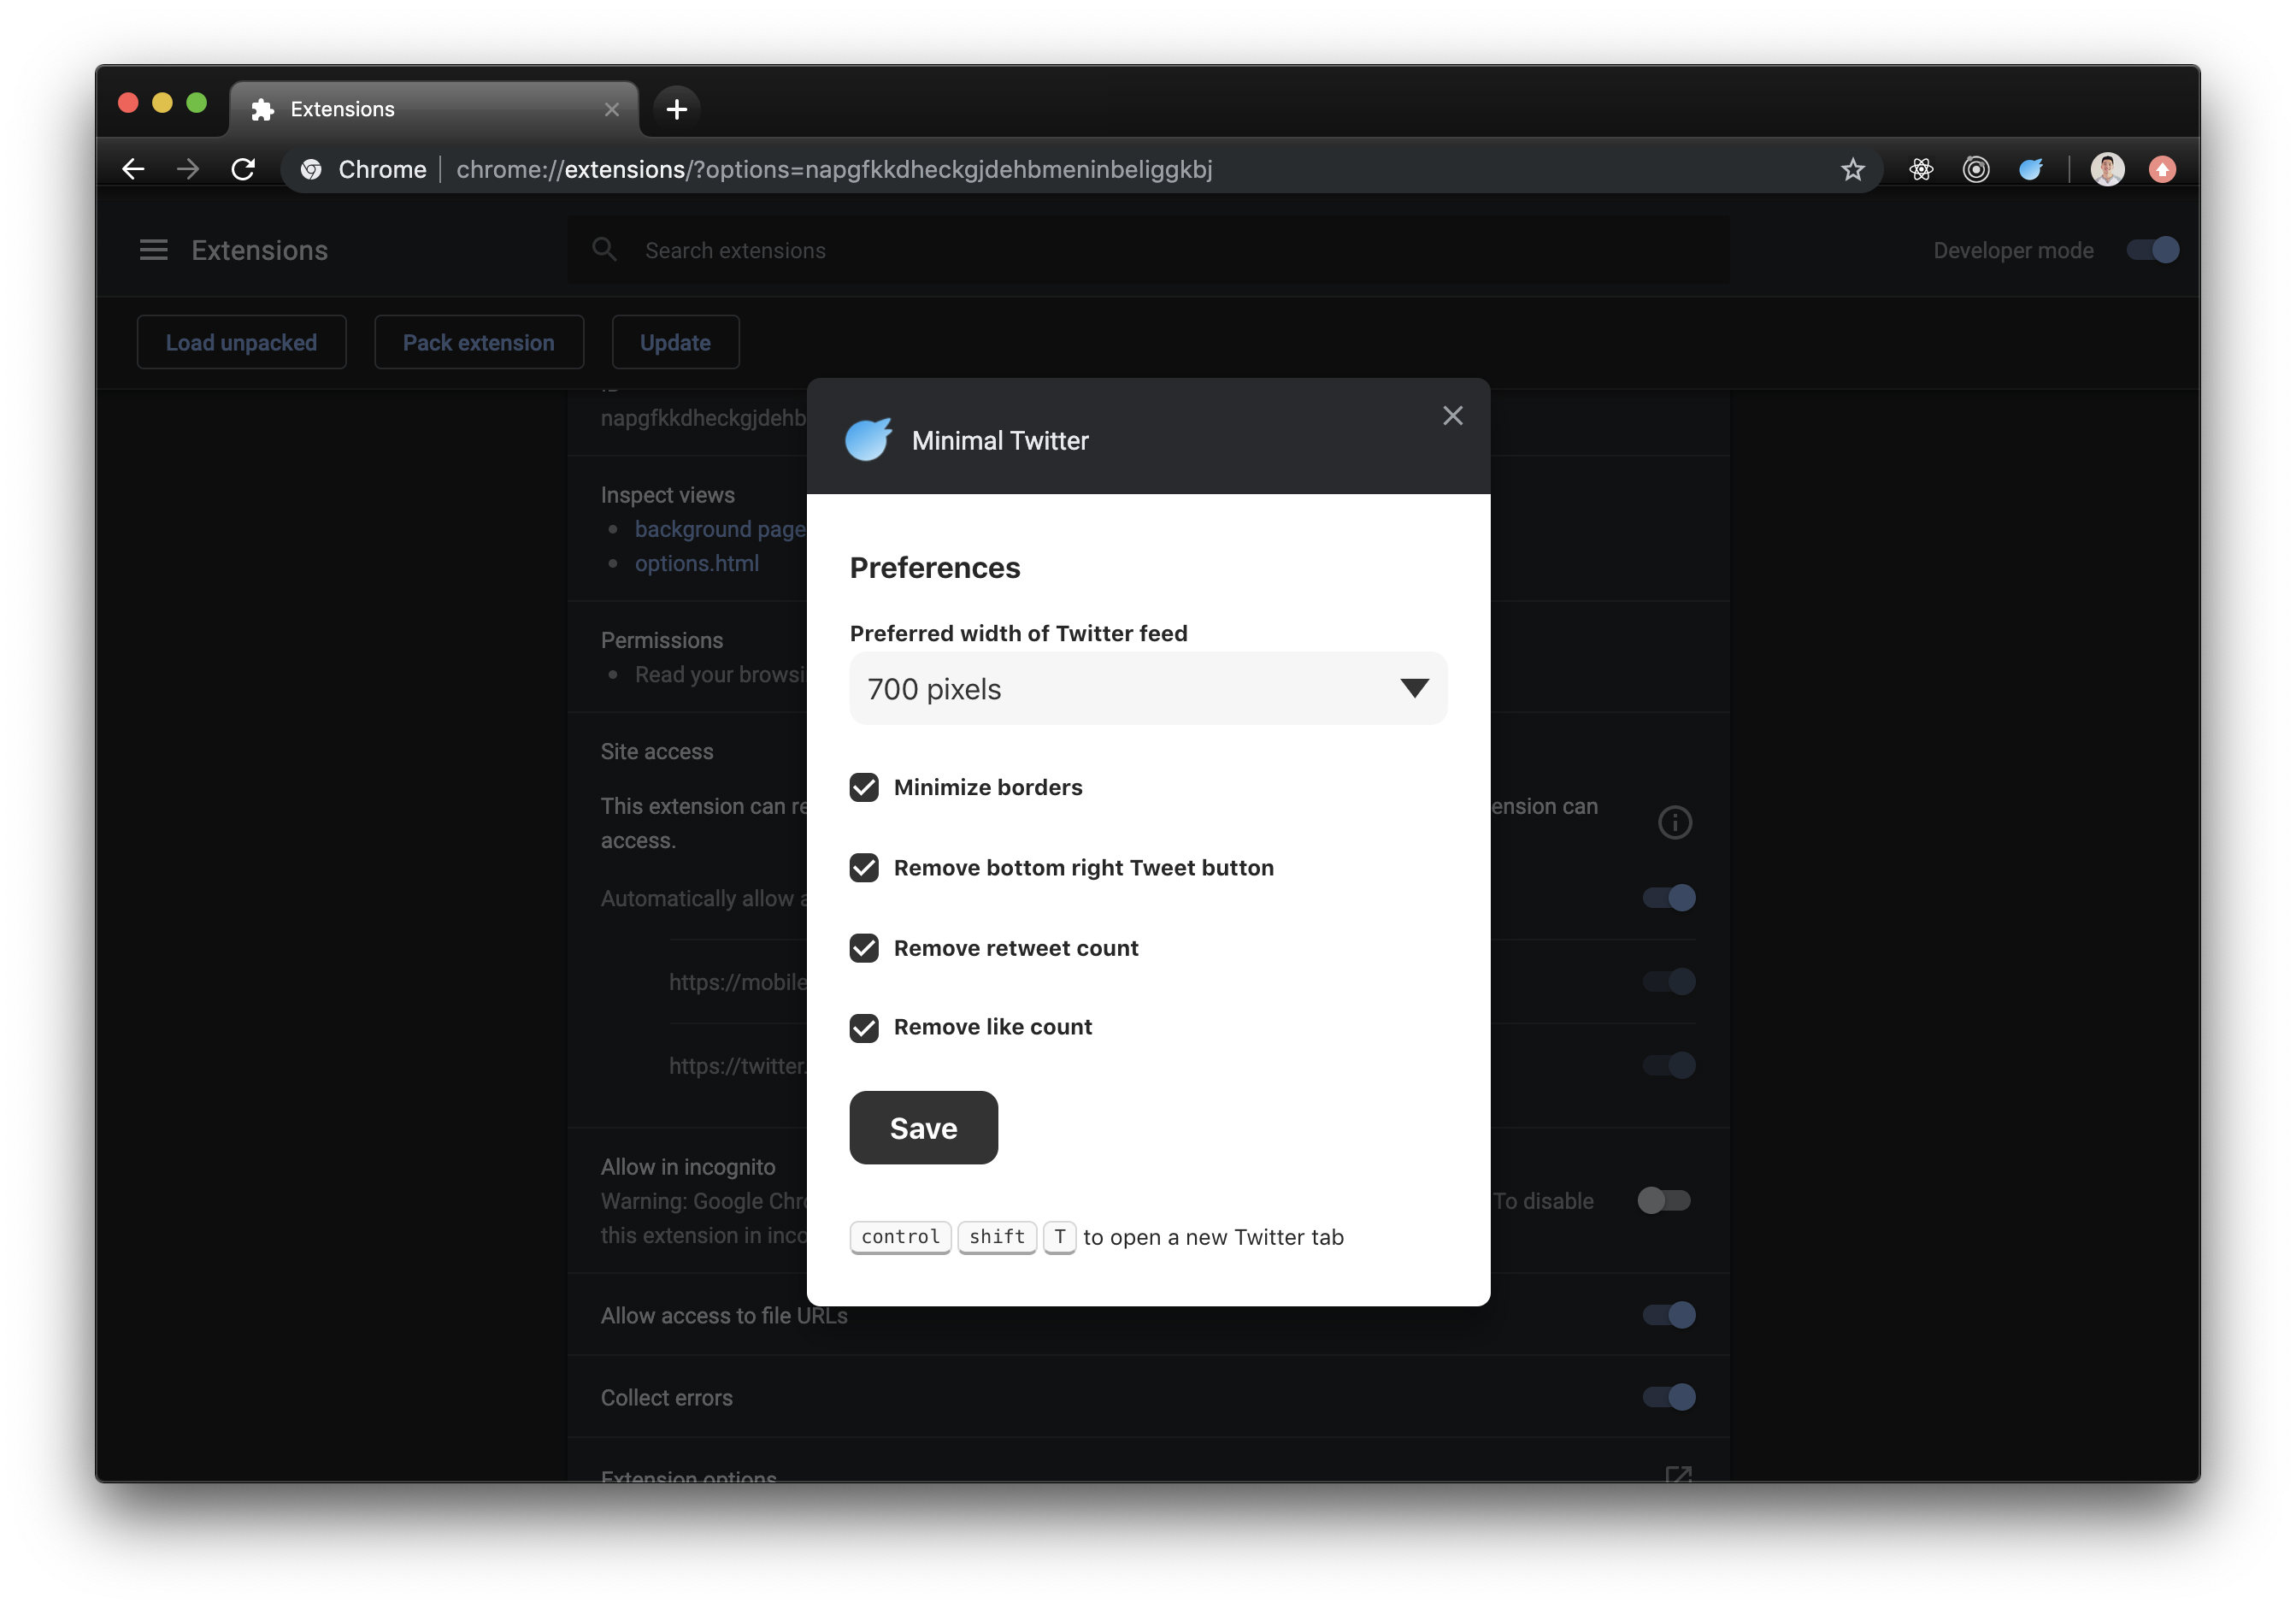 Extensions
Chrome
chrome://extensions/?options=napgfkkdheckgjdehbmeninbeliggkbj
Extensions
Search extensions
Developer mode
Load unpacked
Pack extension
Update
napgfkkdheckgjdehb
Minimal Twitter
Inspect views
background page
options.html
Permissions
Read your browsi
Site access
This extension can re
ension can
access.
Automatically allow a
https://mobile
https://twitter.
Preferences
Preferred width of Twitter feed
700 pixels
Minimize borders
Remove bottom right Tweet button
Remove retweet count
Remove like count
Save
control shift T to open a new Twitter tab
Allow in incognito
Warning: Google Chr
To disable
this extension in inco
Allow access to file URLs
Collect errors
Extension options